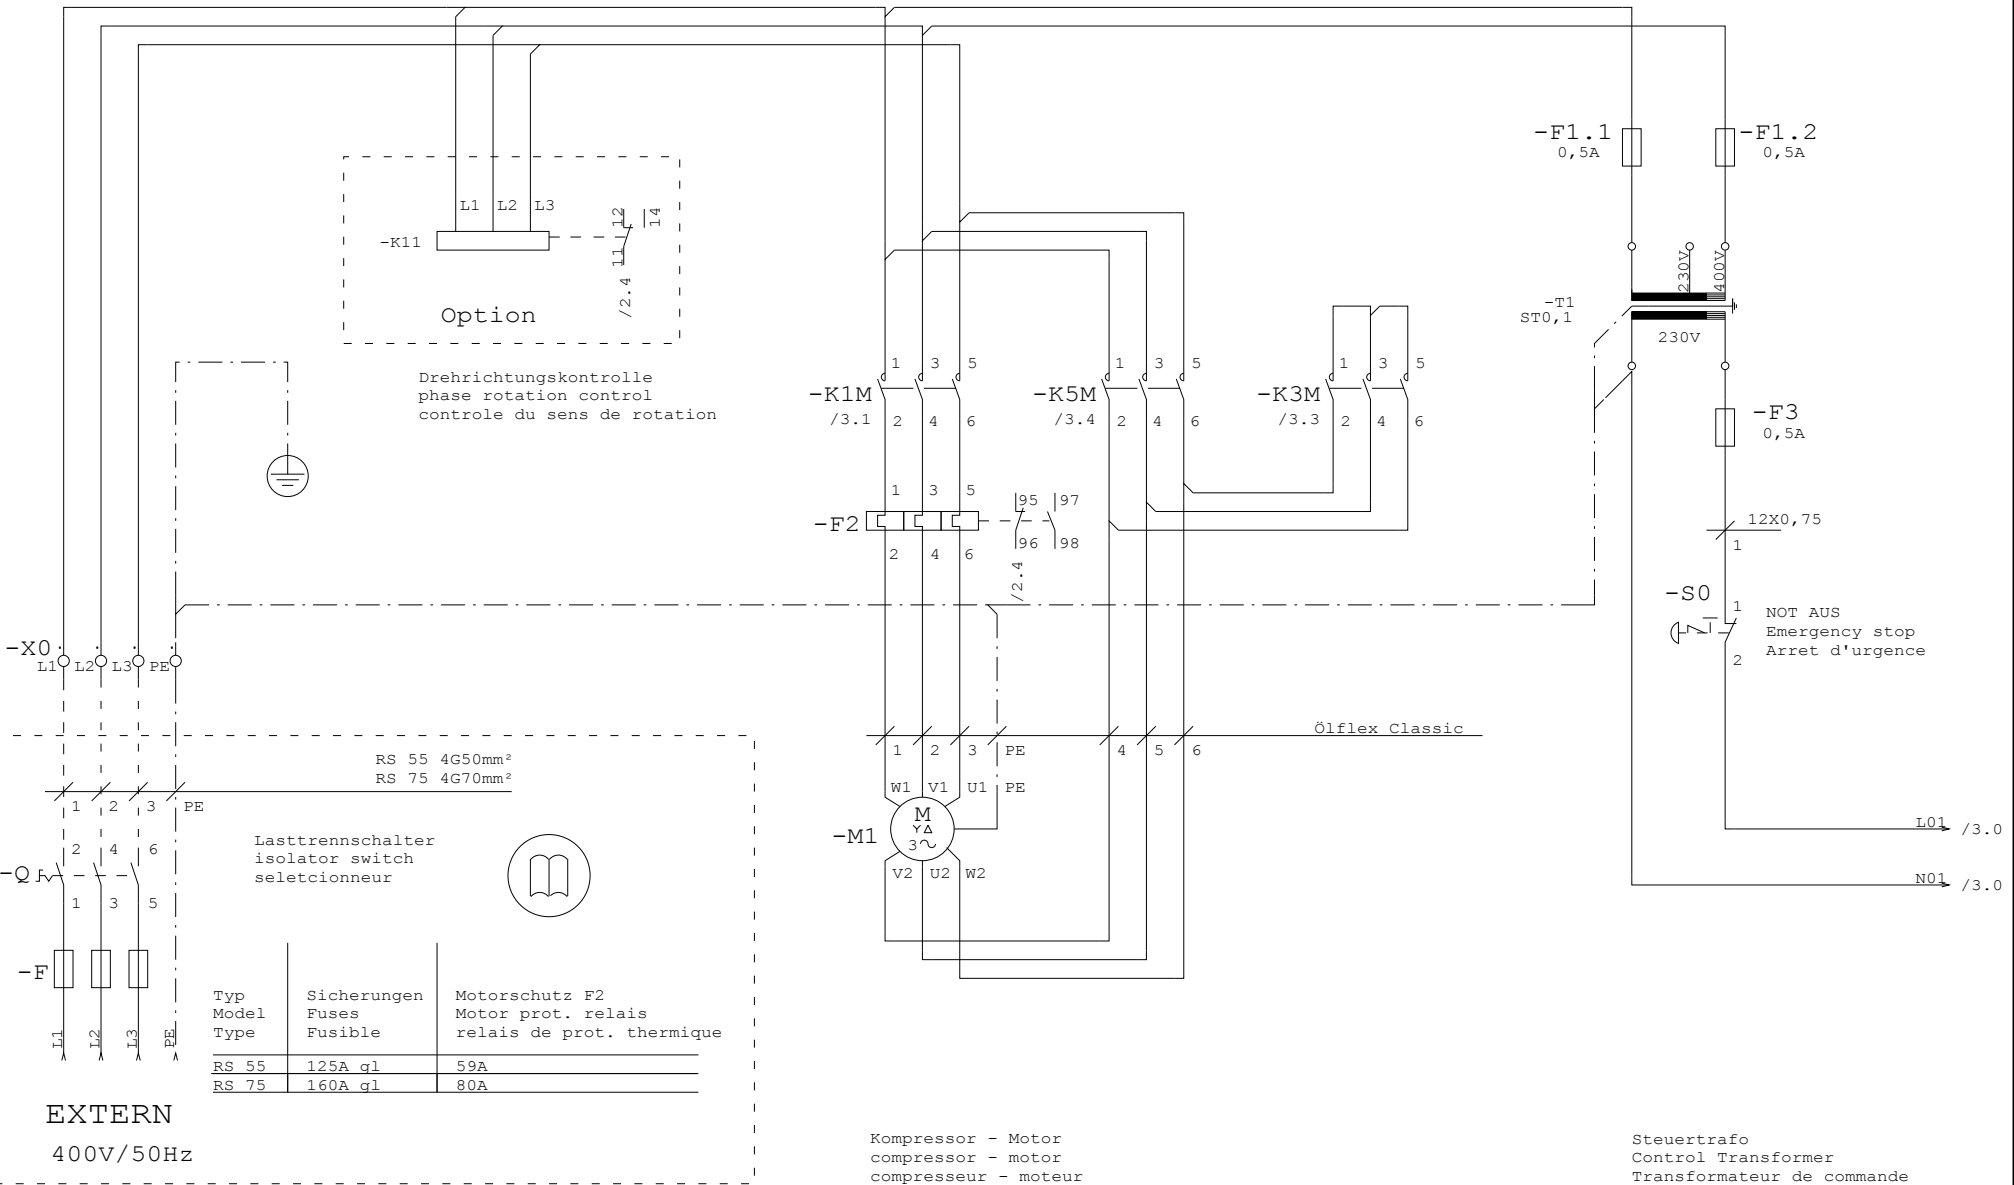 -F1.1
0,5A
-F1.2
0,5A
L1 L2 L3
12
14
11
-K11
/2.4
Option
230V
400V
-T1
ST0,1
230V
Drehrichtungskontrolle
phase rotation control
controle du sens de rotation
1 3 5
-K1M
/3.1 2 4 6
1 3 5
-K5M
/3.4 2 4 6
1 3 5
-K3M
/3.3 2 4 6
-F3
0,5A
1 3 5
-F2
2 4 6
95 97
96 98
/2.4
12X0,75
1
-S0
1
2
NOT AUS
Emergency stop
Arret d'urgence
-X0
L1 L2 L3 PE
Ölflex Classic
1 2 3 PE 4 5 6
RS 55 4G50mm²
RS 75 4G70mm²
1 2 3 PE
W1 V1 U1 PE
-M1
M
Y∆
3~
V2 U2 W2
L01 /3.0
N01 /3.0
Lasttrennschalter
isolator switch
seletcionneur
2 4 6
-Q
1 3 5
-F
L1 L2 L3 PE
Typ Sicherungen Motorschutz F2
Model Fuses Motor prot. relais
Type Fusible relais de prot. thermique
RS 55 125A gl 59A
RS 75 160A gl 80A
EXTERN
400V/50Hz
Kompressor - Motor
compressor - motor
compresseur - moteur
Steuertrafo
Control Transformer
Transformateur de commande